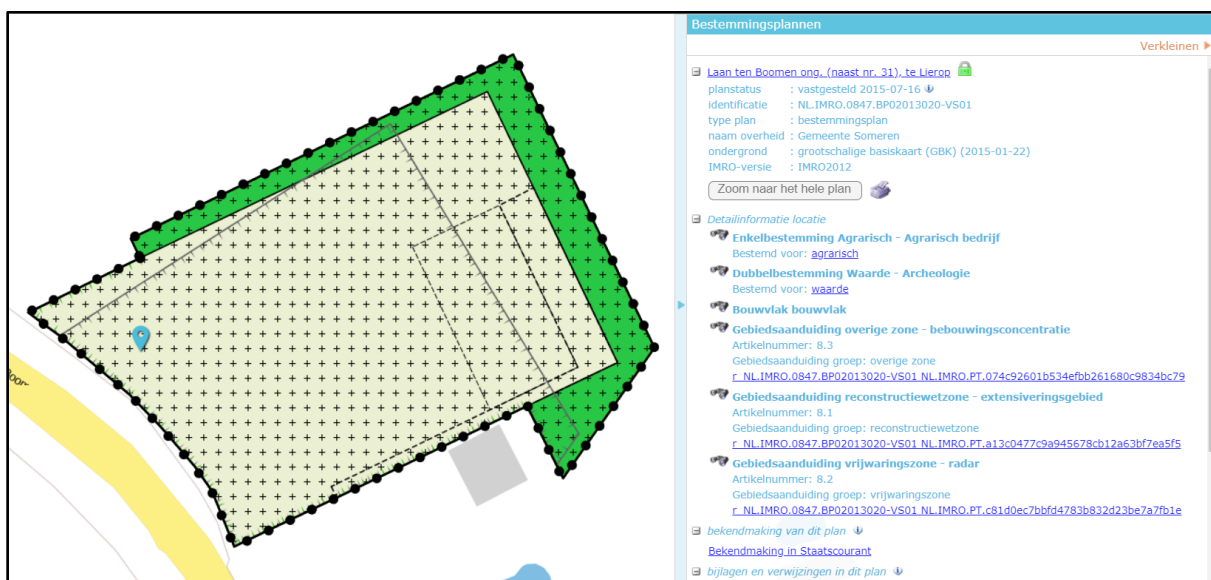 Bestemmingsplannen
Verkleinen
Laan ten Boomen ong. (naast nr. 31), te Lierop
planstatus : vastgesteld 2015-07-16
identificatie : NL.IMRO.0847.BP02013020-VS01
type plan : bestemmingsplan
naam overheid : Gemeente Someren
ondergrond : grootschalige basiskaart (GBK) (2015-01-22)
IMRO-versie : IMRO2012
Zoom naar het hele plan
Detailinformatie locatie
Enkelbestemming Agrarisch - Agrarisch bedrijf
Bestemd voor: agrarisch
Dubbelbestemming Waarde - Archeologie
Bestemd voor: waarde
Bouwvlak bouwvlak
Gebiedsaanduiding overige zone - bebouwingsconcentratie
Artikelnummer: 8.3
Gebiedsaanduiding groep: overige zone
r_NL.IMRO.0847.BP02013020-VS01 NL.IMRO.PT.074c92601b534efbb261680c9834bc79
Gebiedsaanduiding reconstructiewetzone - extensiveringsgebied
Artikelnummer: 8.1
Gebiedsaanduiding groep: reconstructiewetzone
r_NL.IMRO.0847.BP02013020-VS01 NL.IMRO.PT.a13c0477c9a945678cb12a63bf7ea5f5
Gebiedsaanduiding vrijwaringszone - radar
Artikelnummer: 8.2
Gebiedsaanduiding groep: vrijwaringszone
r_NL.IMRO.0847.BP02013020-VS01 NL.IMRO.PT.c81d0ec7bbfd4783b832d23be7a7fb1e
bekendmaking van dit plan
Bekendmaking in Staatscourant
bijlagen en verwijzingen in dit plan